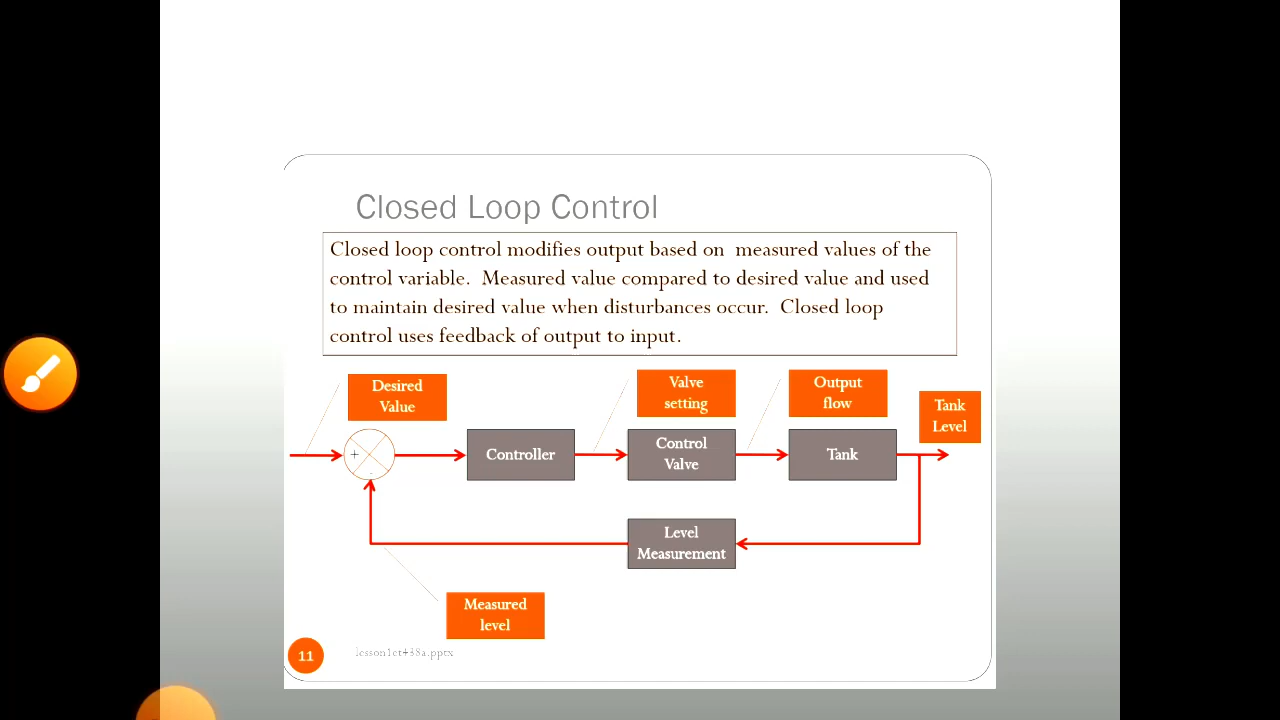 Closed Loop Control
Closed loop control modifies output based on measured values of the
control variable. Measured value compared to desired value and used
to maintain desired value when disturbances occur. Closed loop
control uses feedback of output to input.
Desired
Value
Valve
setting
Output
flow
Tank
Level
+
-
Controller
Control
Valve
Tank
Level
Measurement
Measured
level
11
lesson1et438a.pptx